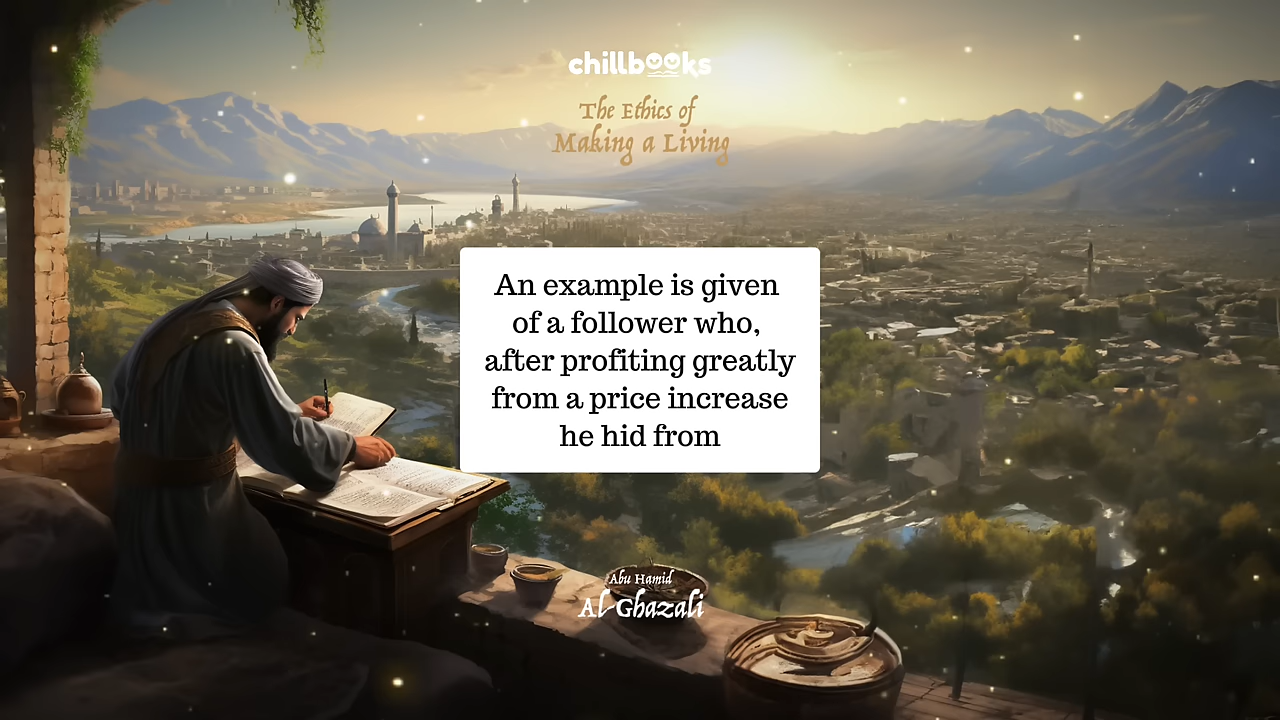 chillbooks
The Ethics of
Making a Living
An example is given
of a follower who,
after profiting greatly
from a price increase
he hid from
Abu Hamid
Al-Ghazali